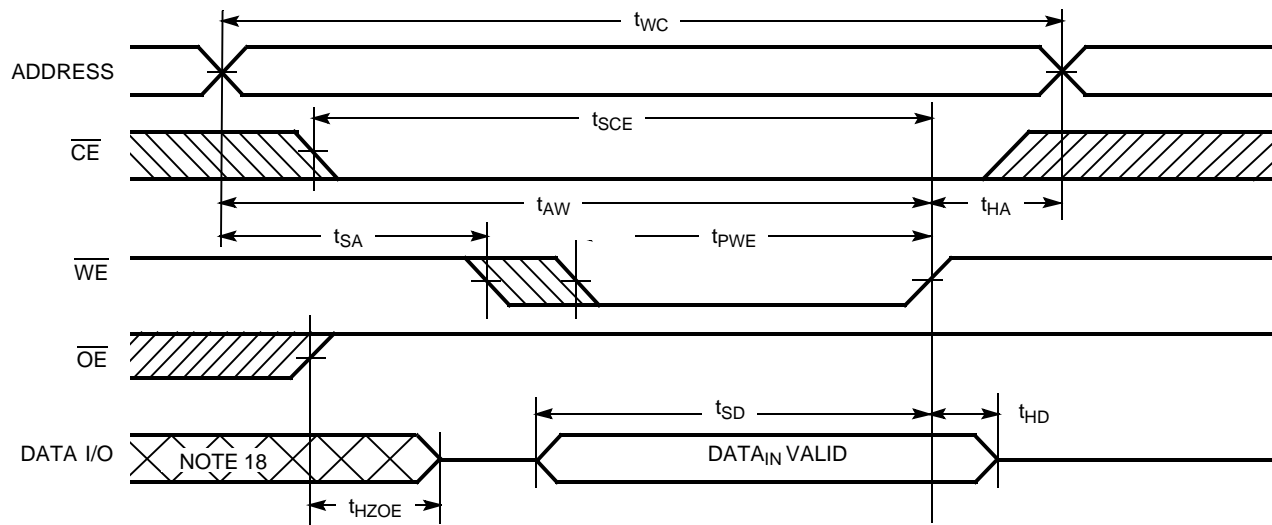 tWC
ADDRESS
tSCE
CE
tAW
tHA
tSA
tPWE
WE
OE
tSD
tHD
DATA I/O
NOTE 18
DATAIN VALID
tHZOE